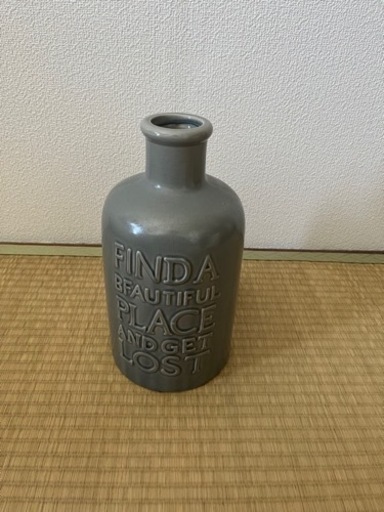 FIND A
BEAUTIFUL
PLACE
AND GET
LOST